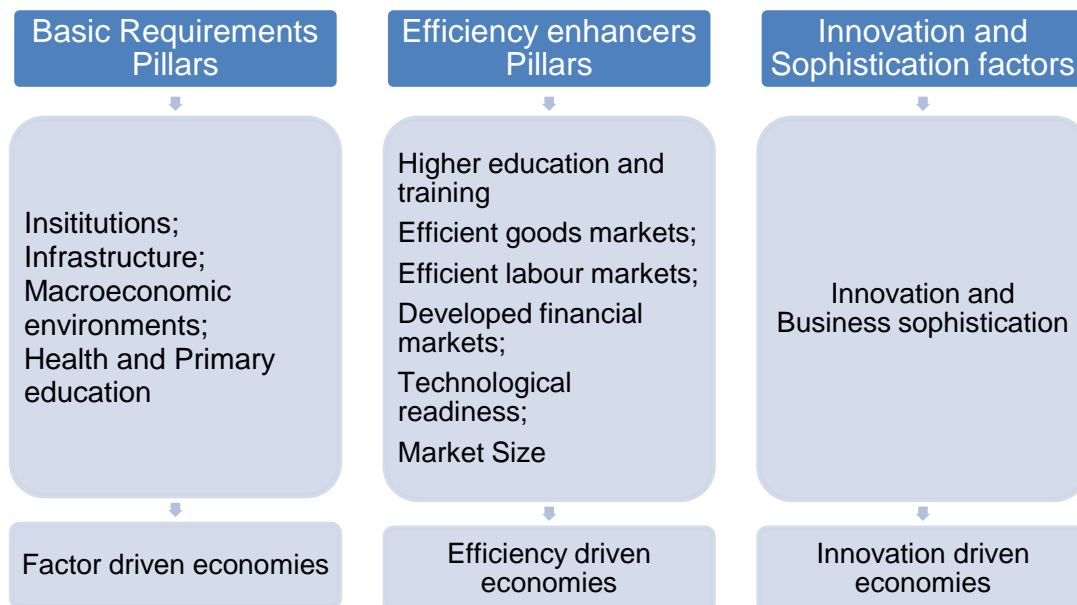 Basic Requirements
Pillars
Insititutions;
Infrastructure;
Macroeconomic
environments;
Health and Primary
education
Factor driven economies
Efficiency enhancers
Pillars
Higher education and
training
Efficient goods markets;
Efficient labour markets;
Developed financial
markets;
Technological
readiness;
Market Size
Efficiency driven
economies
Innovation and
Sophistication factors
Innovation and
Business sophistication
Innovation driven
economies